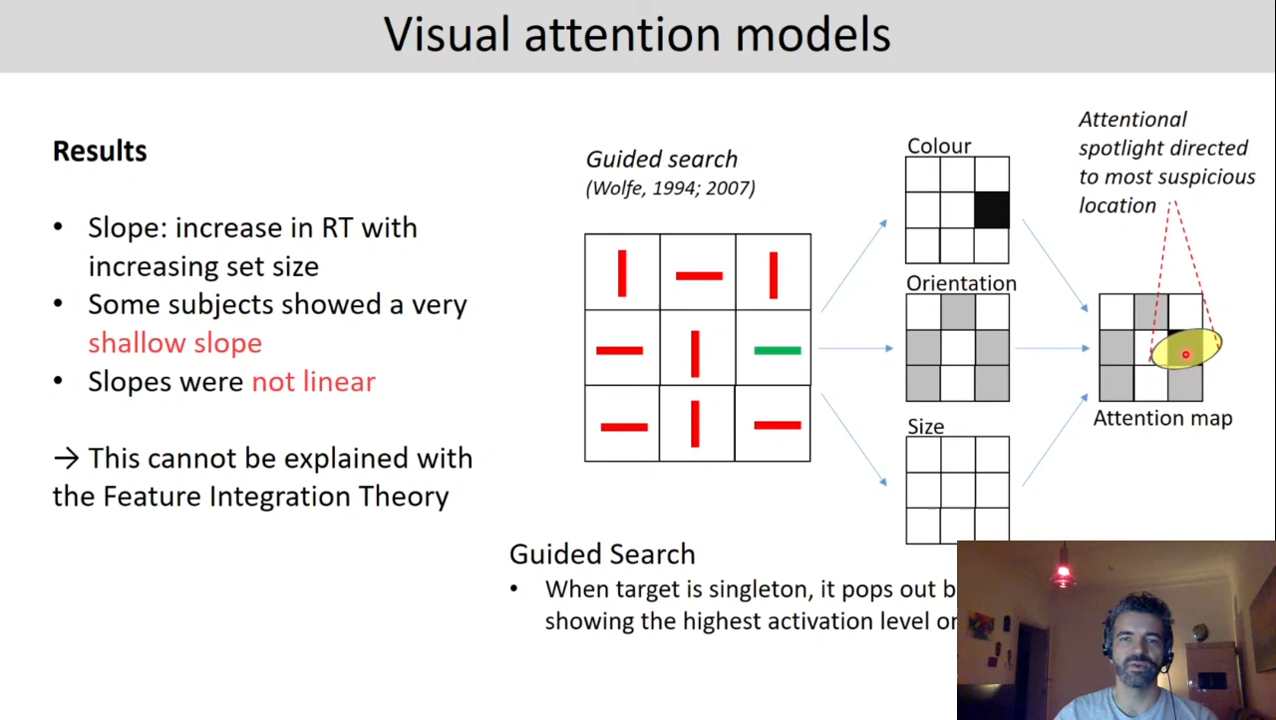 Visual attention models
Results
• Slope: increase in RT with
increasing set size
• Some subjects showed a very
shallow slope
• Slopes were not linear
→ This cannot be explained with
the Feature Integration Theory
Guided search
(Wolfe, 1994; 2007)
Colour
Orientation
Size
Attentional
spotlight directed
to most suspicious
location
Attention map
Guided Search
• When target is singleton, it pops out
showing the highest activation level